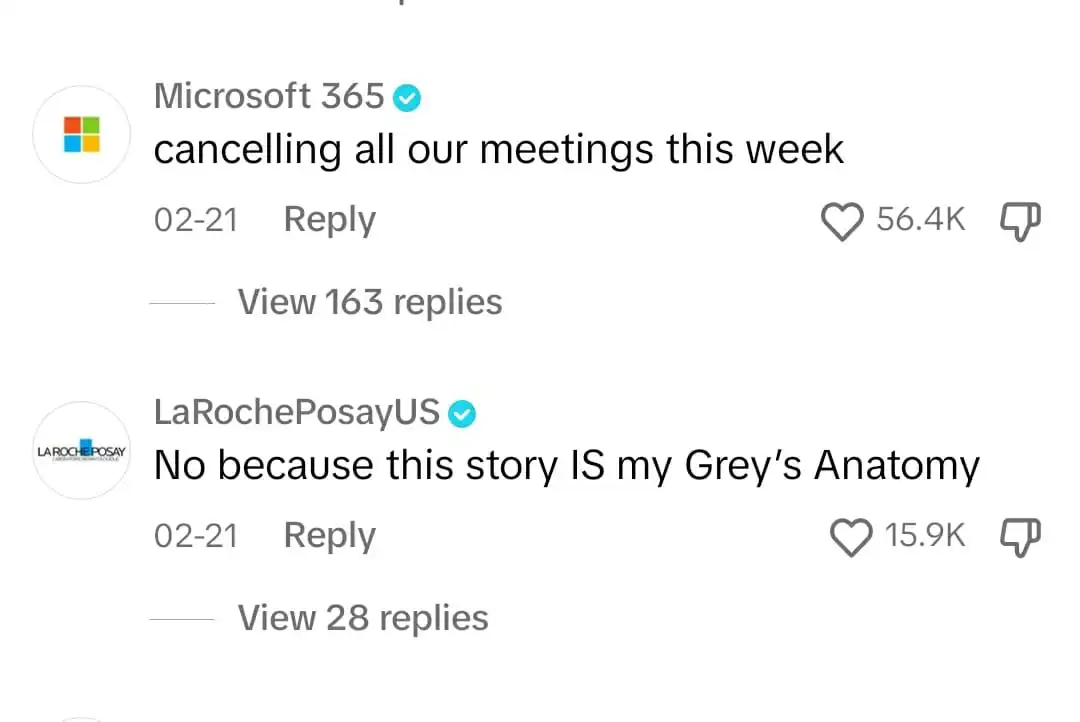 Microsoft 365
cancelling all our meetings this week
02-21 Reply 56.4K
View 163 replies
LaRochePosayUS
LA ROCHE POSAY
No because this story IS my Grey's Anatomy
02-21 Reply 15.9K
View 28 replies